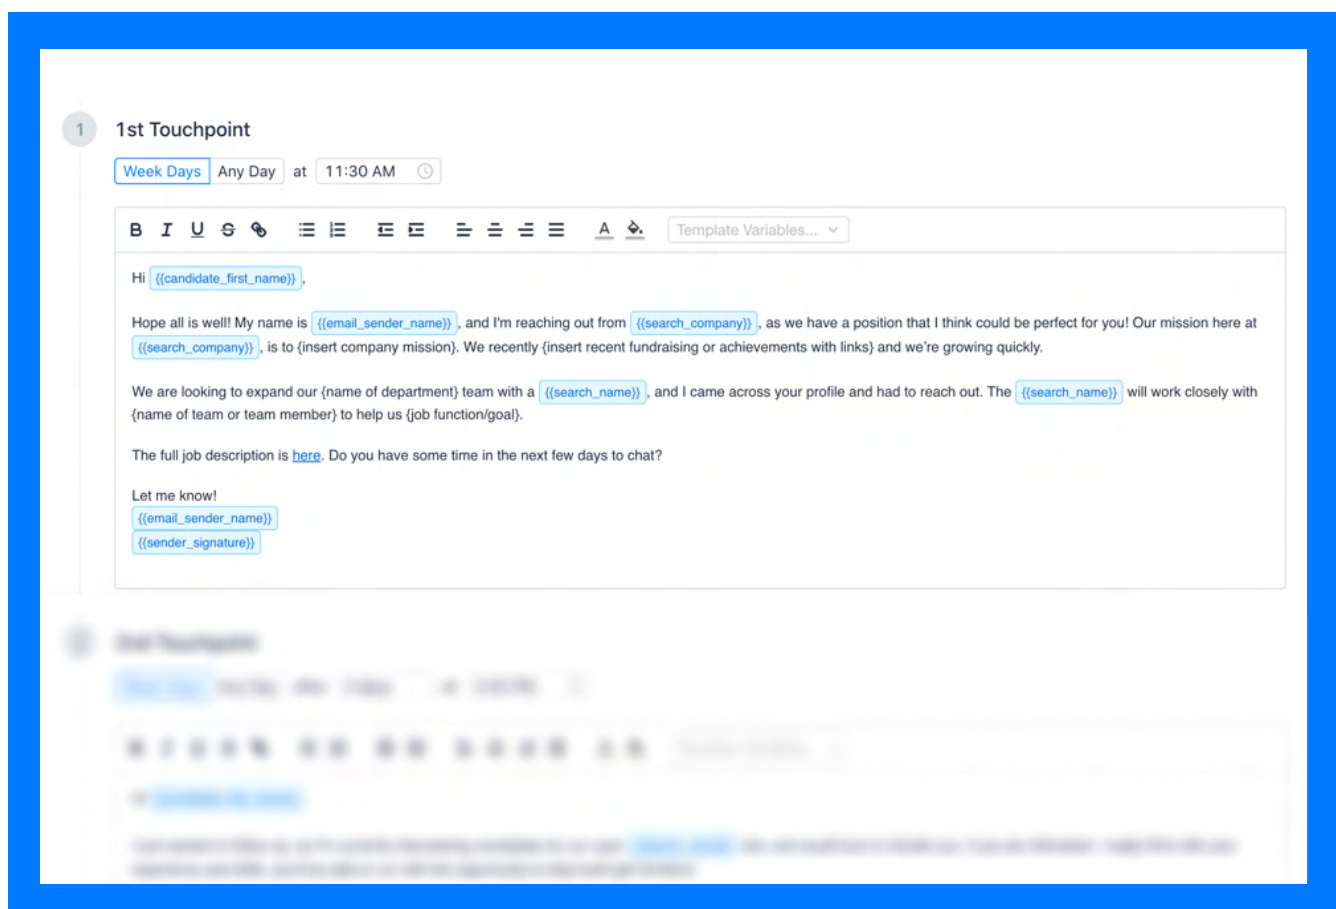 1
1st Touchpoint
Week Days Any Day at 11:30 AM
B I U S A Template Variables...
Hi {{candidate_first_name}} ,
Hope all is well! My name is {{email_sender_name}} , and I'm reaching out from {{search_company}} , as we have a position that I think could be perfect for you! Our mission here at
{{search_company}} , is to {insert company mission}. We recently {insert recent fundraising or achievements with links} and we're growing quickly.
We are looking to expand our {name of department} team with a {{search_name}} , and I came across your profile and had to reach out. The {{search_name}} will work closely with
{name of team or team member} to help us {job function/goal}.
The full job description is here. Do you have some time in the next few days to chat?
Let me know!
{{email_sender_name}}
{{sender_signature}}
2nd Touchpoint